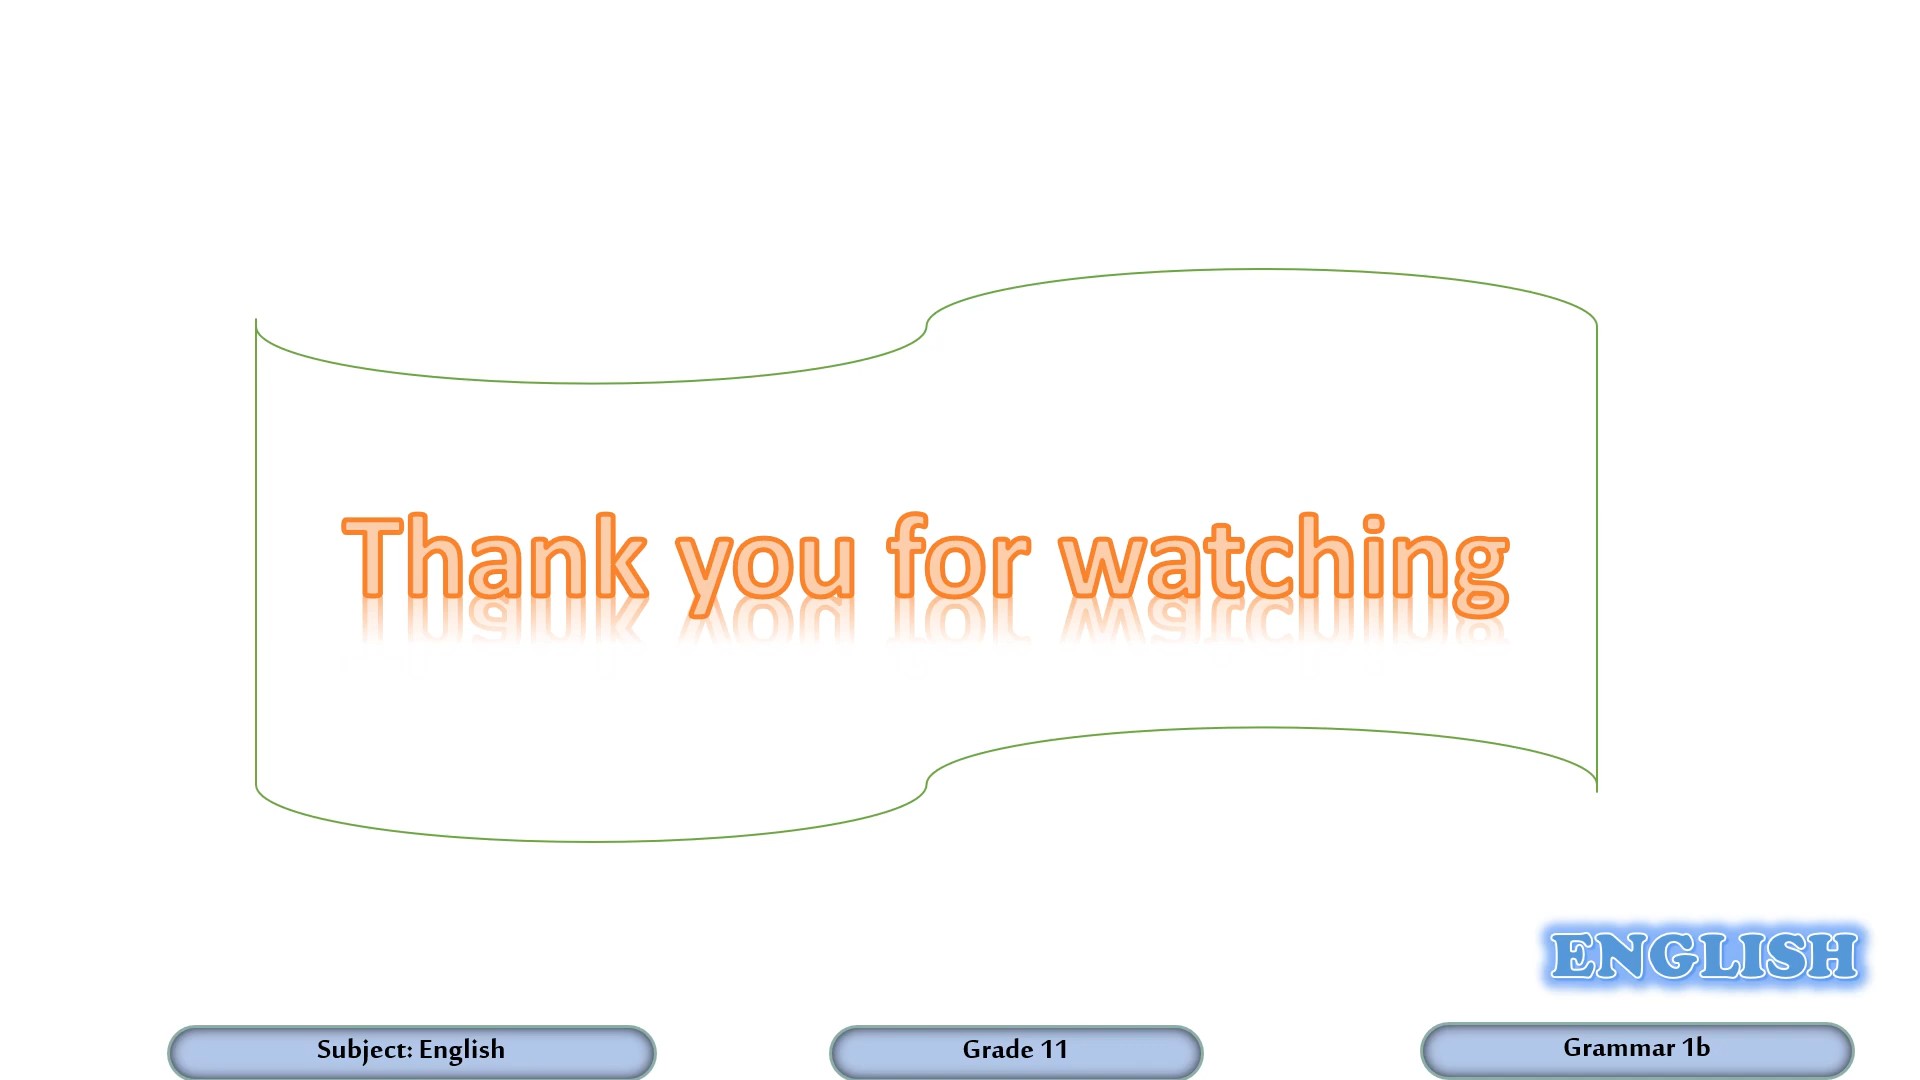 Thank you for watching
ENGLISH
Subject: English
Grade 11
Grammar 1b